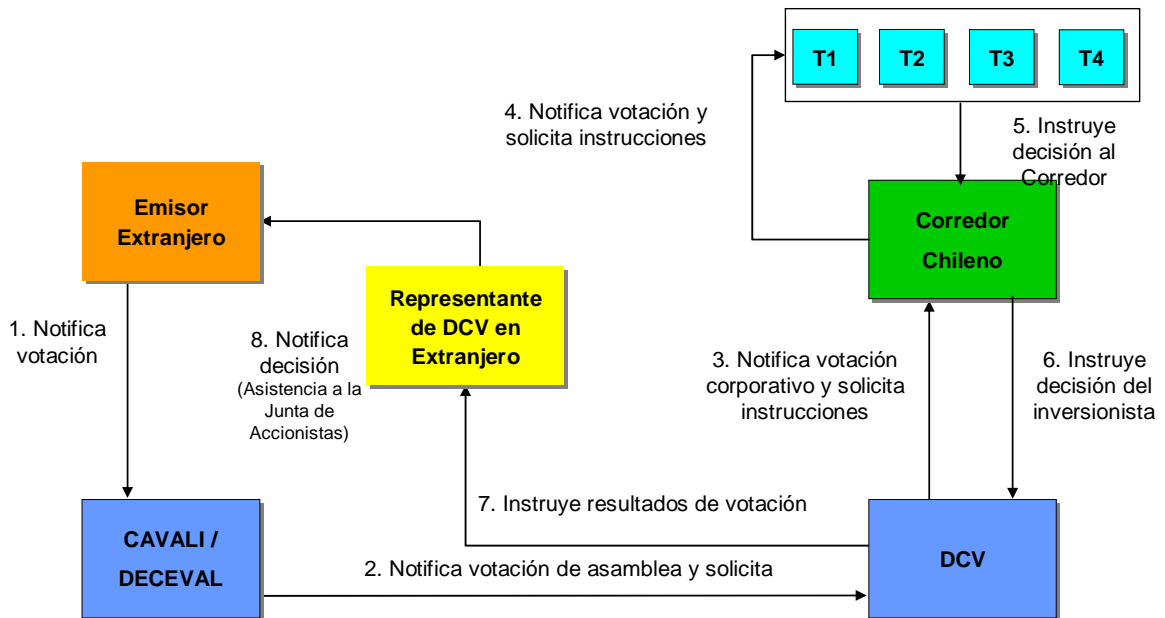 T1
T2
T3
T4
4. Notifica votación y
solicita instrucciones
5. Instruye
decisión al
Corredor
Emisor
Extranjero
Corredor
Chileno
Representante
de DCV en
Extranjero
1. Notifica
votación
8. Notifica
decisión
(Asistencia a la
Junta de
Accionistas)
3. Notifica votación
corporativo y solicita
instrucciones
6. Instruye
decisión del
inversionista
7. Instruye resultados de votación
CAVALI /
DECEVAL
2. Notifica votación de asamblea y solicita
DCV